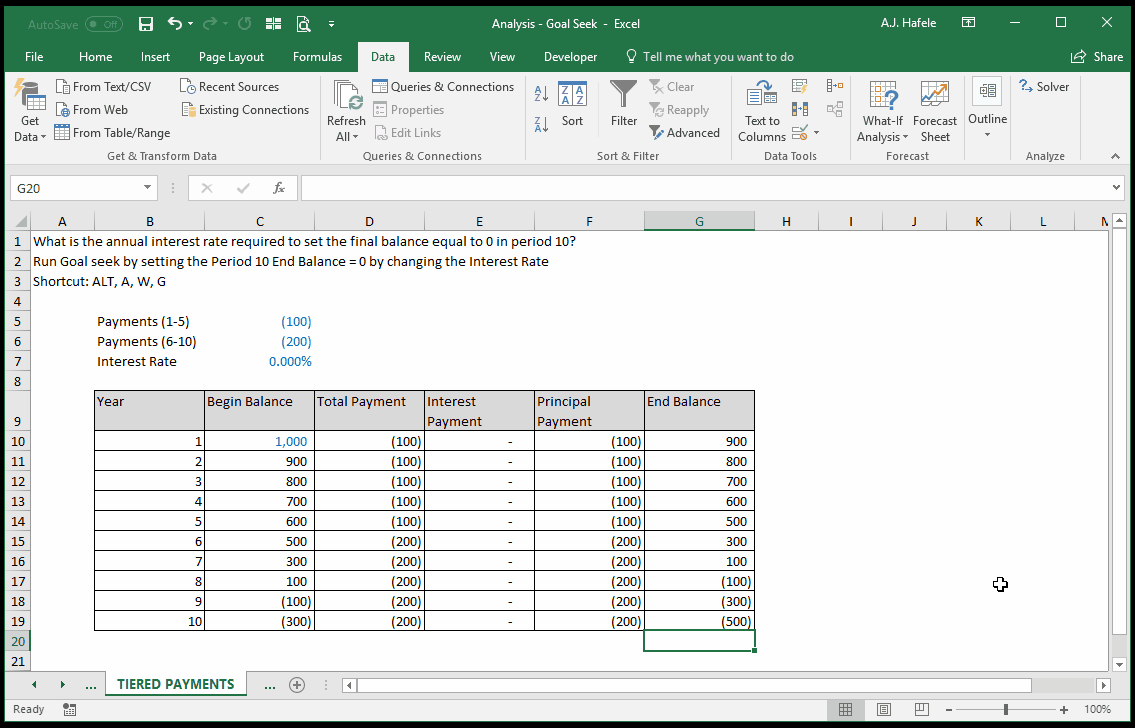 AutoSave Off Analysis - Goal Seek - Excel A.J. Hafele
File Home Insert Page Layout Formulas Data Review View Developer Tell me what you want to do Share
Get Data
From Text/CSV
From Web
From Table/Range
Recent Sources
Existing Connections
Get & Transform Data
Refresh All
Queries & Connections
Properties
Edit Links
Queries & Connections
Sort
Filter
Clear
Reapply
Advanced
Sort & Filter
Text to Columns
Data Tools
What-If Analysis
Forecast Sheet
Forecast
Outline
Solver
Analyze
G20 fx
A B C D E F G H I J K L M
1 What is the annual interest rate required to set the final balance equal to 0 in period 10?
2 Run Goal seek by setting the Period 10 End Balance = 0 by changing the Interest Rate
3 Shortcut: ALT, A, W, G
4
5 Payments (1-5) (100)
6 Payments (6-10) (200)
7 Interest Rate 0.000%
8
9 Year Begin Balance Total Payment Interest Payment Principal Payment End Balance
10 1 1,000 (100) - (100) 900
11 2 900 (100) - (100) 800
12 3 800 (100) - (100) 700
13 4 700 (100) - (100) 600
14 5 600 (100) - (100) 500
15 6 500 (200) - (200) 300
16 7 300 (200) - (200) 100
17 8 100 (200) - (200) (100)
18 9 (100) (200) - (200) (300)
19 10 (300) (200) - (200) (500)
20
21
... TIERED PAYMENTS ...
Ready 100%